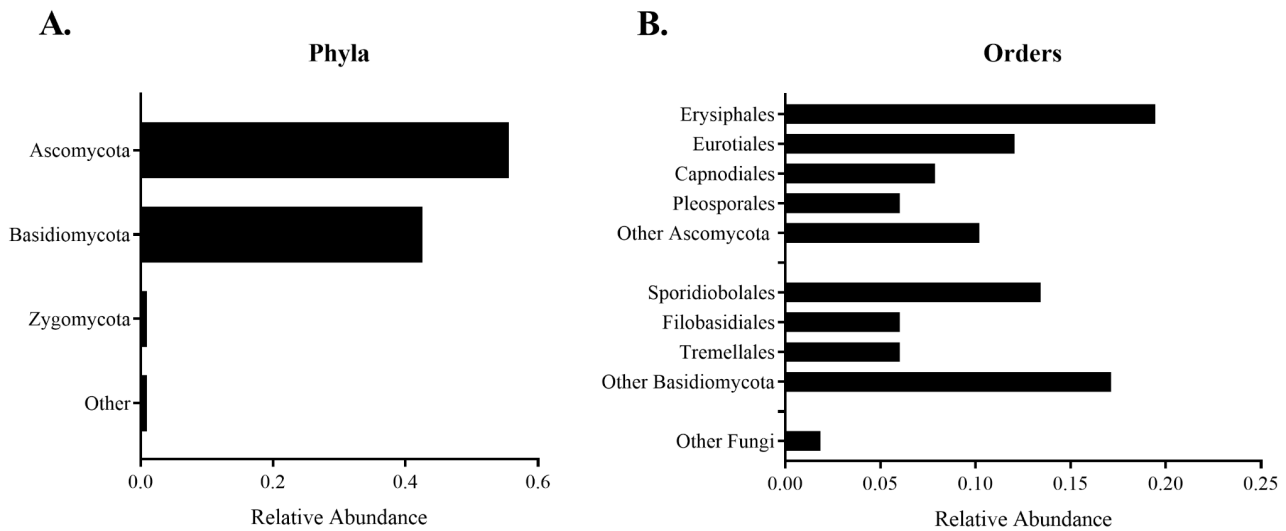 A.
Phyla
Ascomycota
Basidiomycota
Zygomycota
Other
0.0 0.2 0.4 0.6
Relative Abundance
B.
Orders
Erysiphales
Eurotiales
Capnodiales
Pleosporales
Other Ascomycota
Sporidiobolales
Filobasidiales
Tremellales
Other Basidiomycota
Other Fungi
0.00 0.05 0.10 0.15 0.20 0.25
Relative Abundance